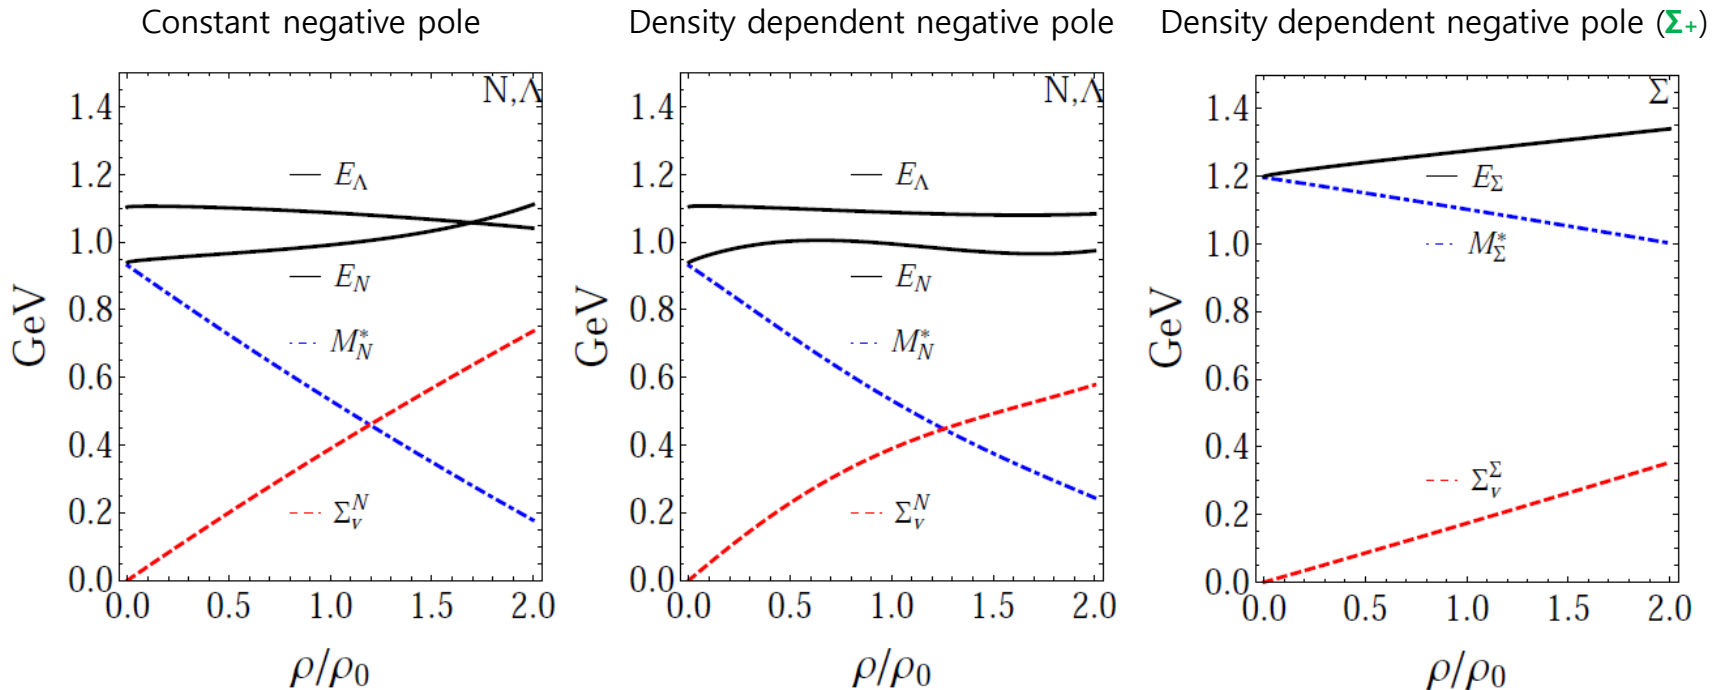 Constant negative pole
Density dependent negative pole
Density dependent negative pole (Σ+)
N,Λ
1.4
1.2
1.0
0.8
0.6
0.4
0.2
0.0
GeV
E_Λ
E_N
M*_N
Σ_v^N
0.0 0.5 1.0 1.5 2.0
ρ/ρ0
N,Λ
1.4
1.2
1.0
0.8
0.6
0.4
0.2
0.0
GeV
E_Λ
E_N
M*_N
Σ_v^N
0.0 0.5 1.0 1.5 2.0
ρ/ρ0
Σ
1.4
1.2
1.0
0.8
0.6
0.4
0.2
0.0
GeV
E_Σ
M*_Σ
Σ_v^Σ
0.0 0.5 1.0 1.5 2.0
ρ/ρ0